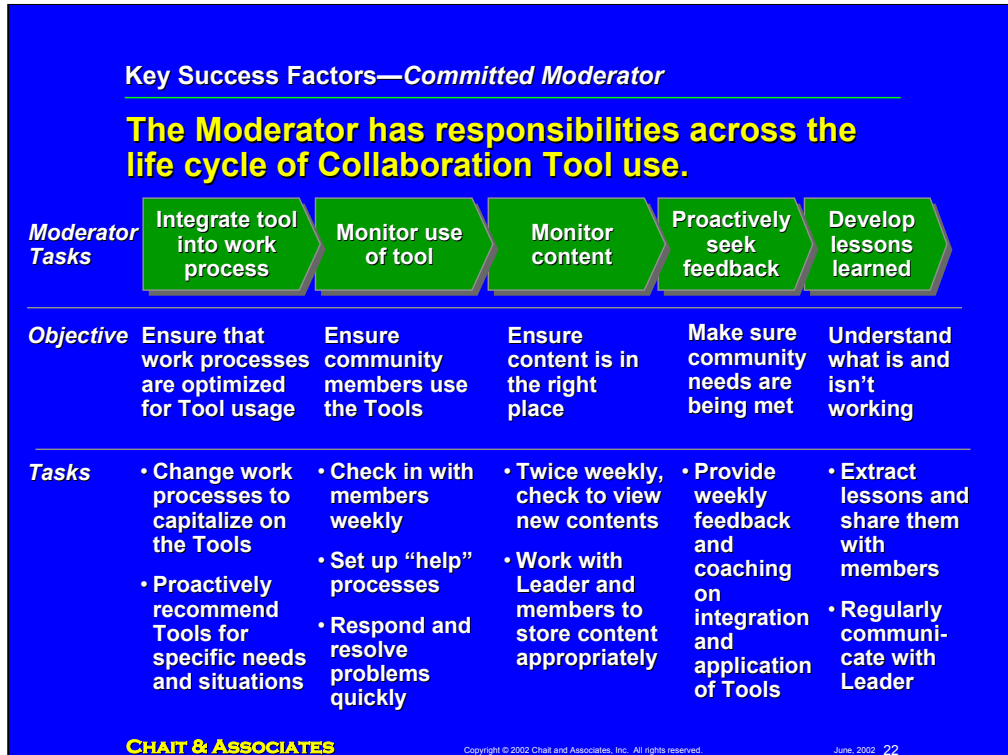 Key Success Factors—Committed Moderator
The Moderator has responsibilities across the
life cycle of Collaboration Tool use.
Moderator
Tasks
Integrate tool
into work
process
Monitor use
of tool
Monitor
content
Proactively
seek
feedback
Develop
lessons
learned
Objective
Ensure that
work processes
are optimized
for Tool usage
Ensure
community
members use
the Tools
Ensure
content is in
the right
place
Make sure
community
needs are
being met
Understand
what is and
isn't
working
Tasks
• Change work
processes to
capitalize on
the Tools
• Proactively
recommend
Tools for
specific needs
and situations
• Check in with
members
weekly
• Set up “help”
processes
• Respond and
resolve
problems
quickly
• Twice weekly,
check to view
new contents
• Work with
Leader and
members to
store content
appropriately
• Provide
weekly
feedback
and
coaching
on
integration
and
application
of Tools
• Extract
lessons and
share them
with
members
• Regularly
communi-
cate with
Leader
CHAIT & ASSOCIATES
Copyright © 2002 Chait and Associates, Inc. All rights reserved.
June, 2002 22